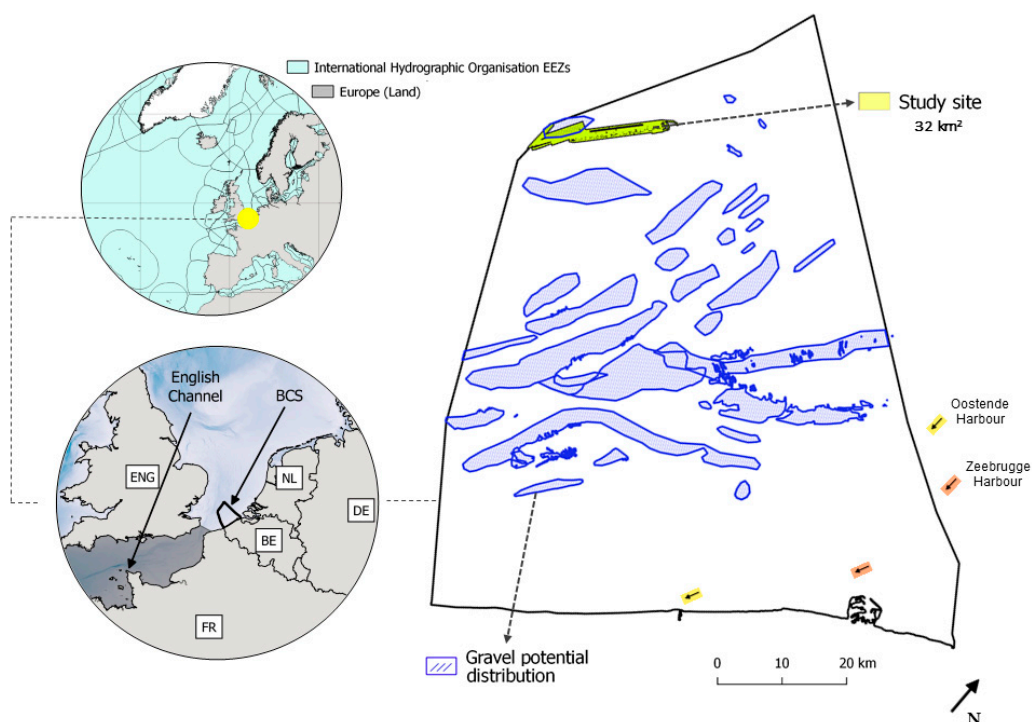 International Hydrographic Organisation EEZs
Europe (Land)
Study site
32 km²
English
Channel
BCS
ENG
NL
DE
BE
FR
Oostende
Harbour
Zeebrugge
Harbour
Gravel potential
distribution
0 10 20 km
N